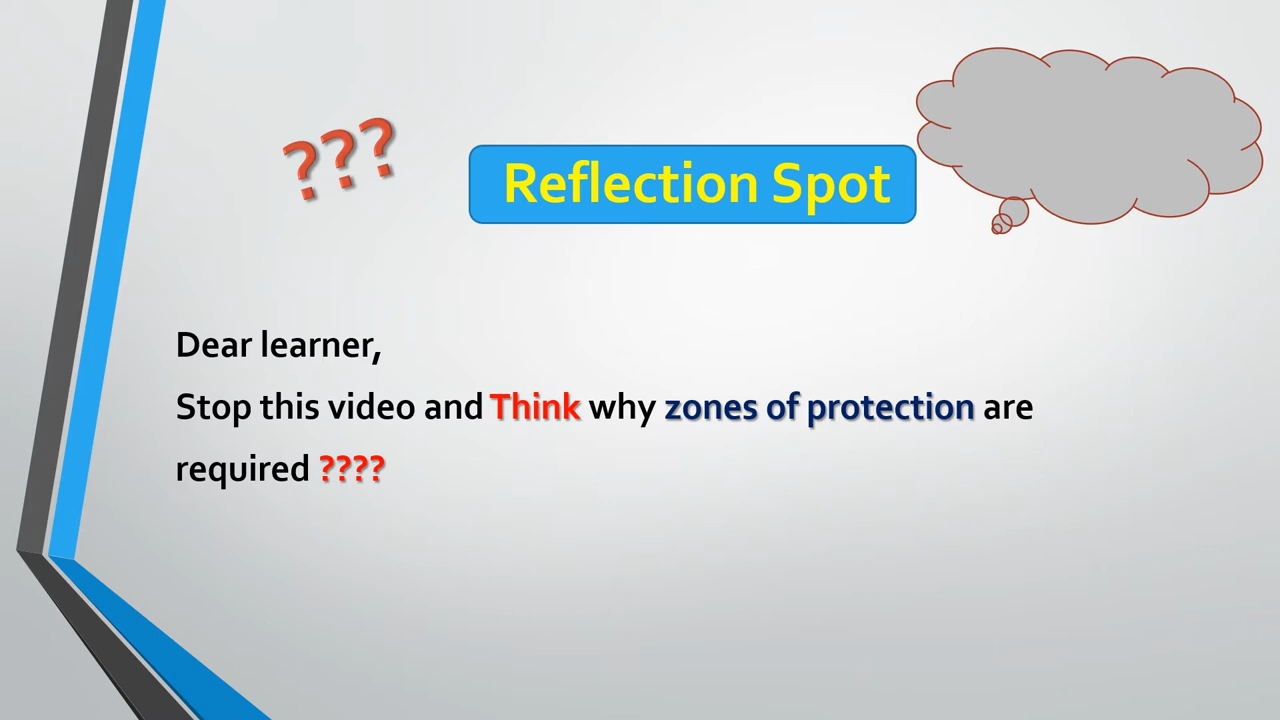 ???
Reflection Spot
Dear learner,
Stop this video and Think why zones of protection are
required ????